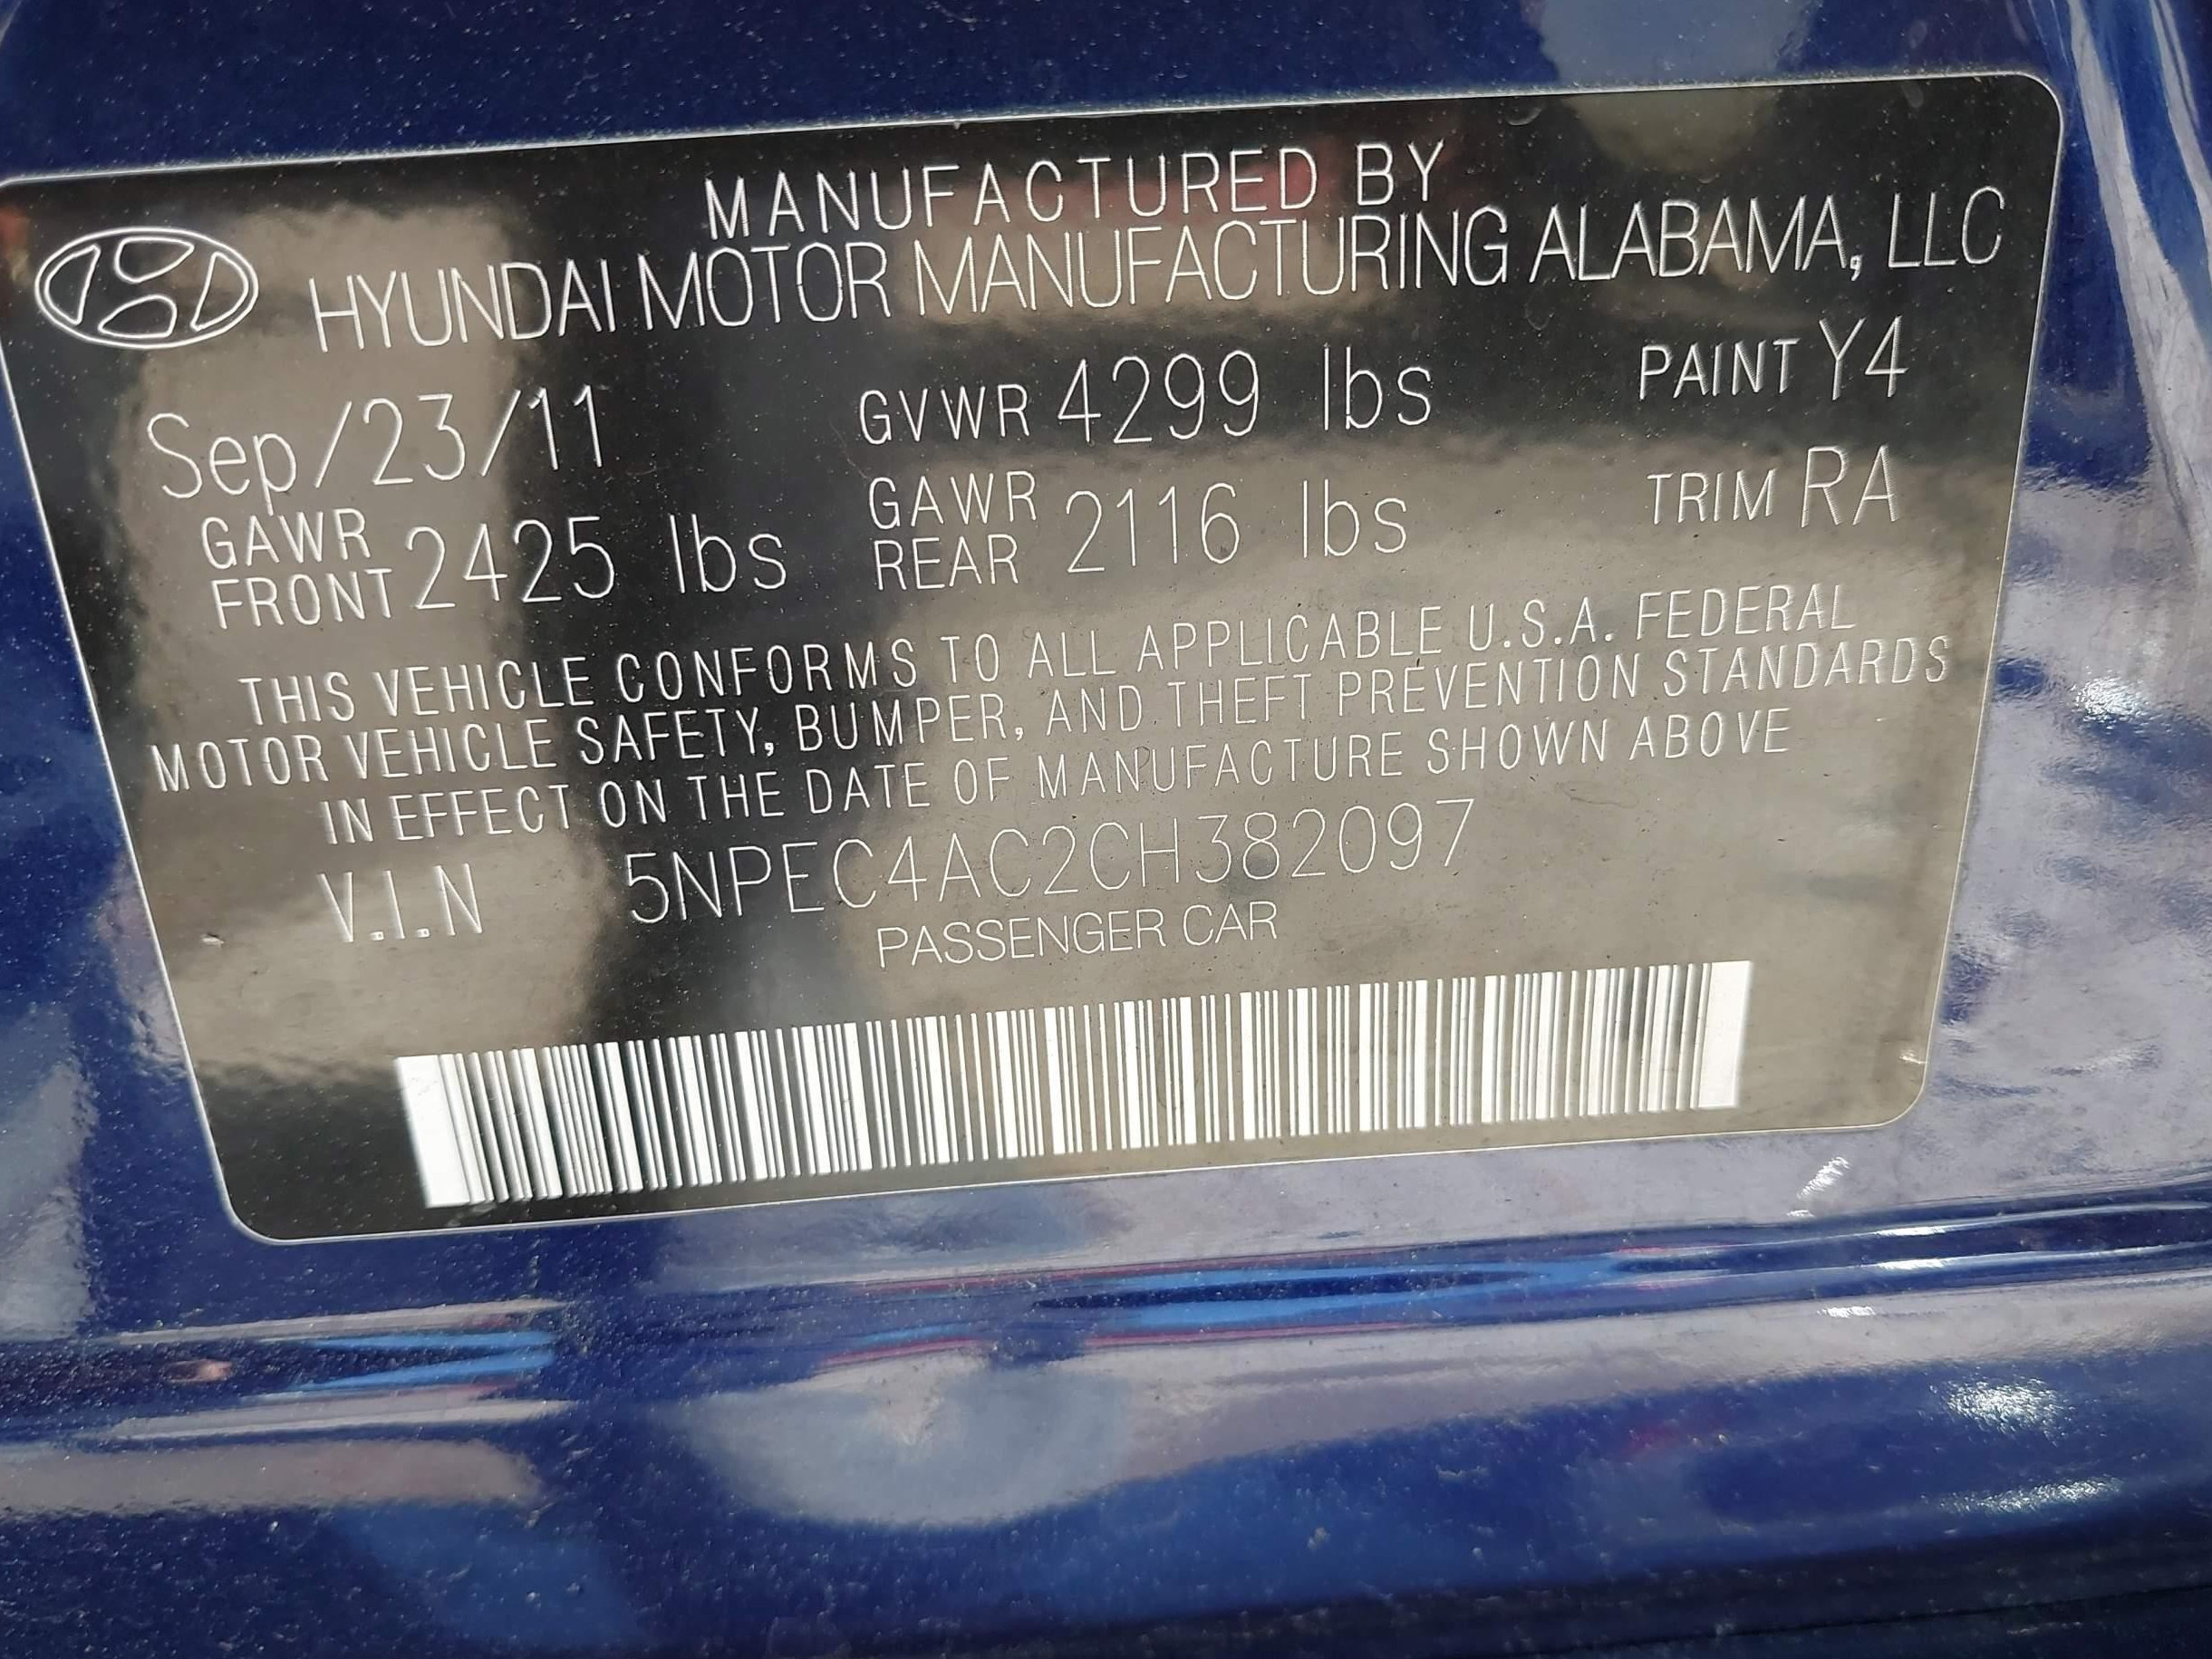 MANUFACTURED BY
HYUNDAI MOTOR MANUFACTURING ALABAMA, LLC
Sep/23/11 GVWR 4299 lbs PAINT Y4
GAWR FRONT 2425 lbs GAWR REAR 2116 lbs TRIM RA
THIS VEHICLE CONFORMS TO ALL APPLICABLE U.S.A. FEDERAL
MOTOR VEHICLE SAFETY, BUMPER, AND THEFT PREVENTION STANDARDS
IN EFFECT ON THE DATE OF MANUFACTURE SHOWN ABOVE
V.I.N 5NPEC4AC2CH382097
PASSENGER CAR